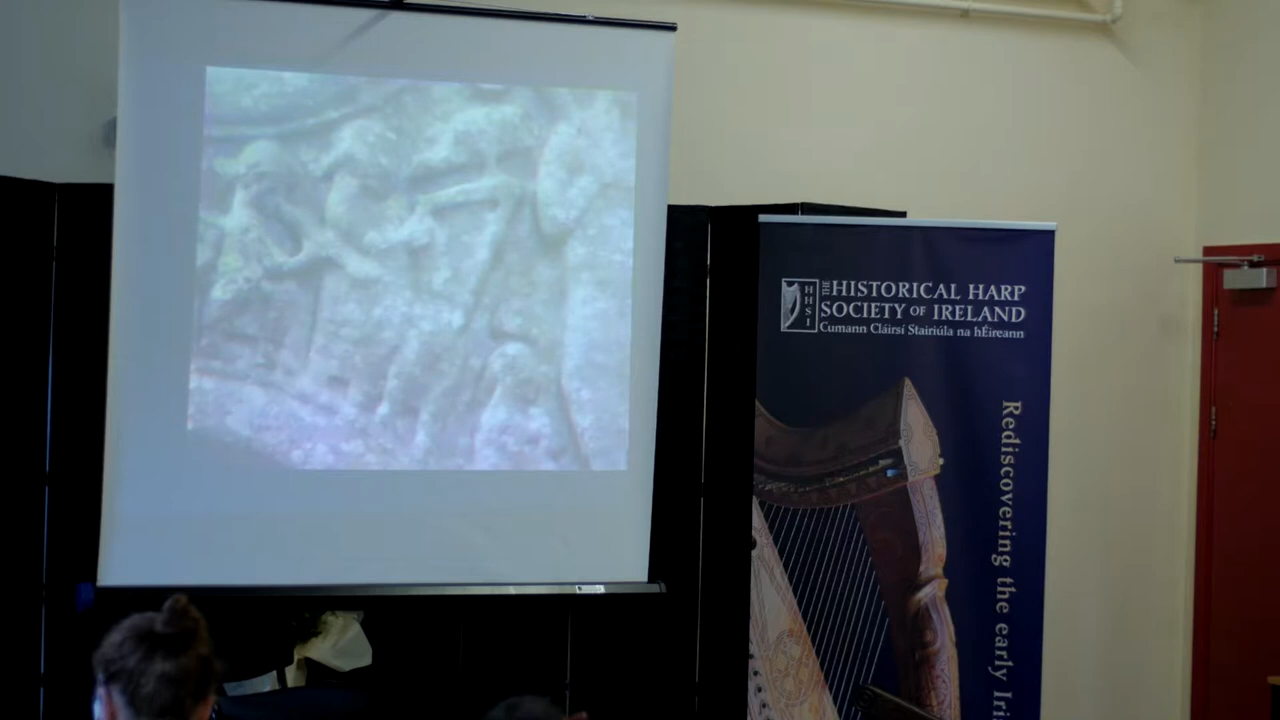 HHSI
THE HISTORICAL HARP
SOCIETY OF IRELAND
Cumann Cláirsí Stairiúla na hÉireann
Rediscovering the early Iri